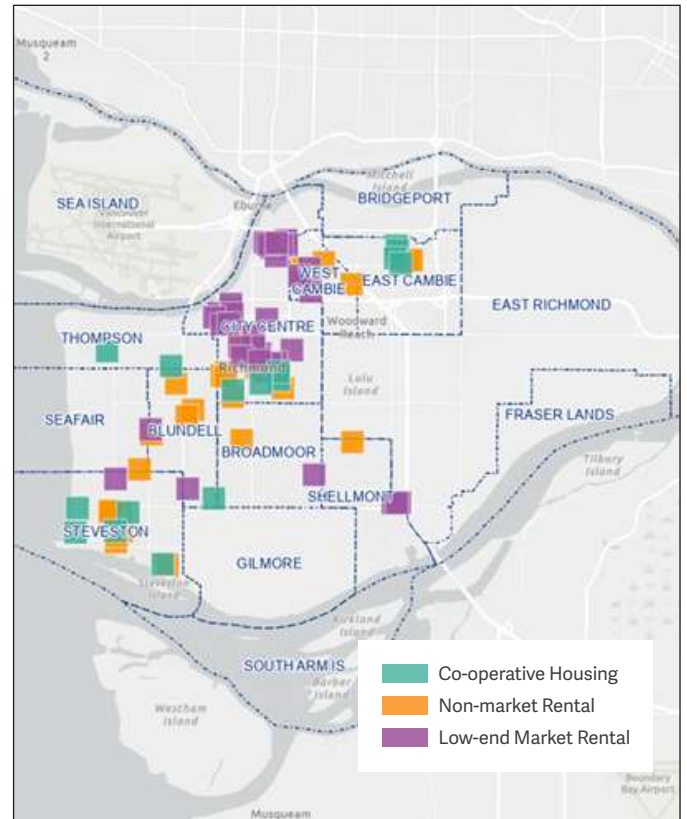 Musqueam
2
Mitchell
Island
SEA ISLAND
Vancouver
International
Airport
Eburne
BRIDGEPORT
WEST
CAMBIE
EAST CAMBIE
EAST RICHMOND
CITY CENTRE
Woodward
Reach
THOMPSON
Richmond
Lulu
Island
SEAFAIR
BLUNDELL
BROADMOOR
FRASER LANDS
Tilbury
Island
SHELLMONT
STEVESTON
GILMORE
Steveston
Island
Kirkland
Island
SOUTH ARM IS
Barber
Island
Westham
Island
Co-operative Housing
Non-market Rental
Low-end Market Rental
Boundary
Bay Airport
Musqueam